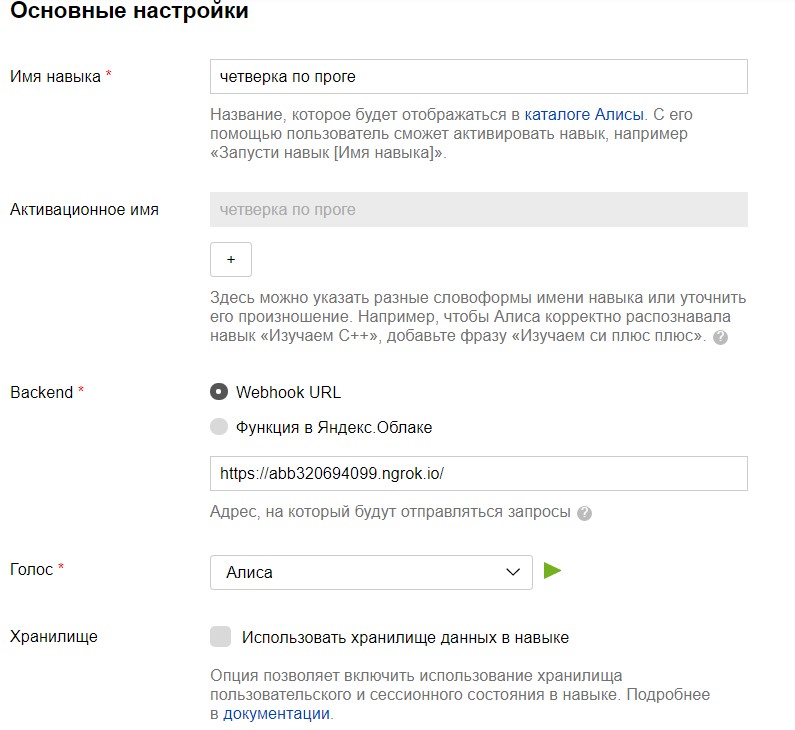 Основные настройки
Имя навыка *
четверка по проге
Название, которое будет отображаться в каталоге Алисы. С его
помощью пользователь сможет активировать навык, например
«Запусти навык [Имя навыка]».
Активационное имя
четверка по проге
+
Здесь можно указать разные словоформы имени навыка или уточнить
его произношение. Например, чтобы Алиса корректно распознавала
навык «Изучаем C++», добавьте фразу «Изучаем си плюс плюс». ?
Backend *
Webhook URL
Функция в Яндекс.Облаке
https://abb320694099.ngrok.io/
Адрес, на который будут отправляться запросы ?
Голос *
Алиса
Хранилище
Использовать хранилище данных в навыке
Опция позволяет включить использование хранилища
пользовательского и сессионного состояния в навыке. Подробнее
в документации.